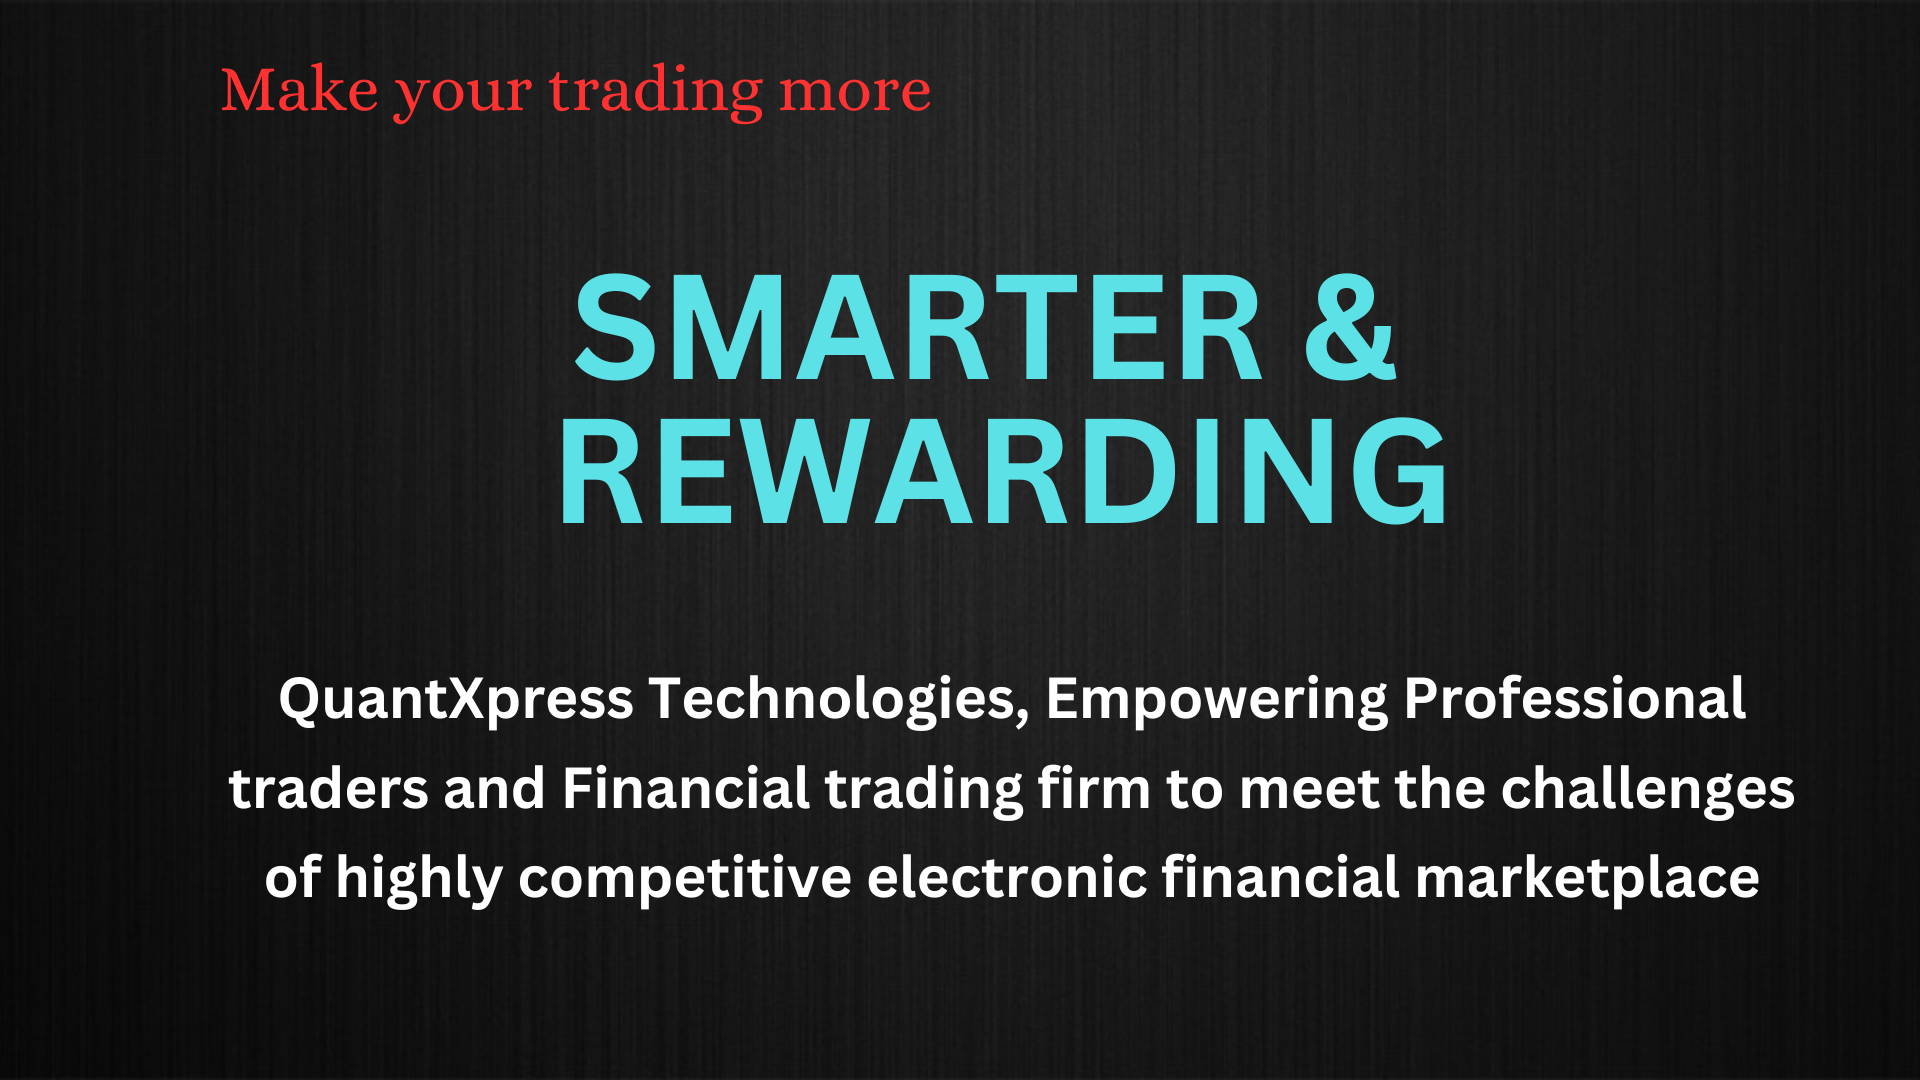 Make your trading more
SMARTER &
REWARDING
QuantXpress Technologies, Empowering Professional
traders and Financial trading firm to meet the challenges
of highly competitive electronic financial marketplace